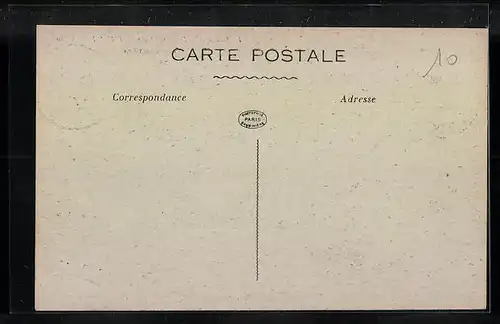 CARTE POSTALE
10
Correspondance
Adresse
PARIS